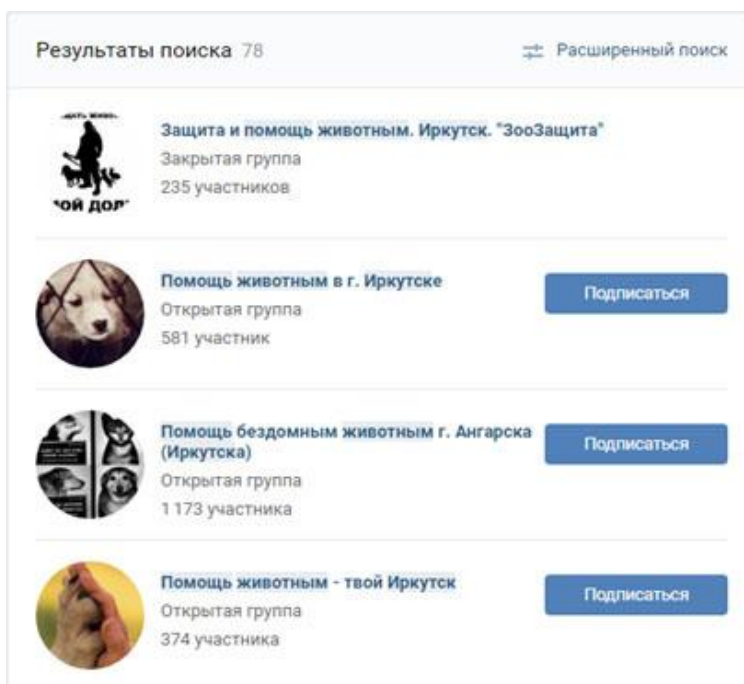 Результаты поиска 78
Расширенный поиск
Защита и помощь животным. Иркутск. "ЗооЗащита"
Закрытая группа
235 участников
ОЙ ДОЛ
Помощь животным в г. Иркутске
Открытая группа
581 участник
Подписаться
Помощь бездомным животным г. Ангарска
(Иркутска)
Открытая группа
1 173 участника
Подписаться
Помощь животным - твой Иркутск
Открытая группа
374 участника
Подписаться